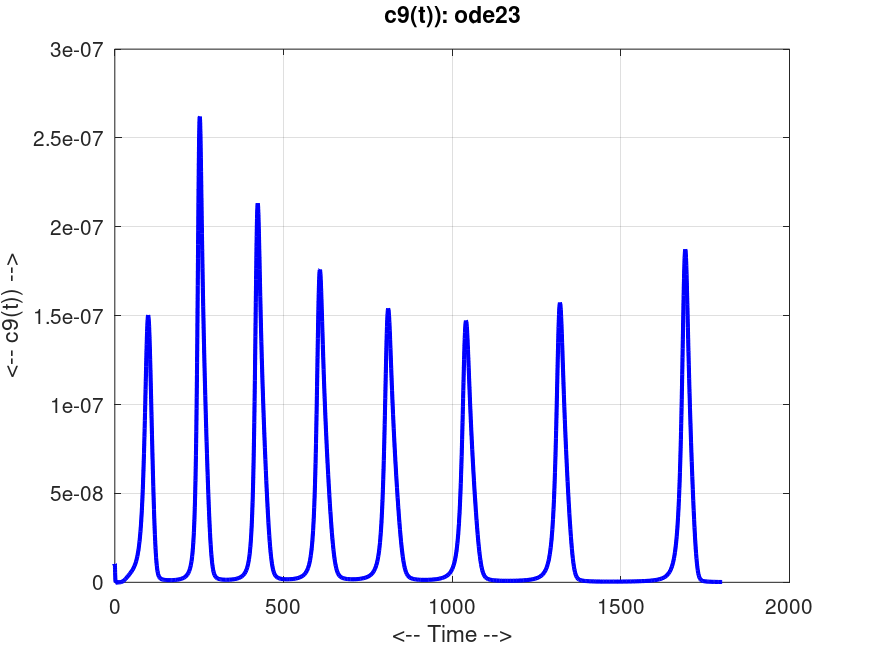 c9(t)): ode23
3e-07
2.5e-07
2e-07
1.5e-07
1e-07
5e-08
0
<-- c9(t)) -->
0 500 1000 1500 2000
<-- Time -->